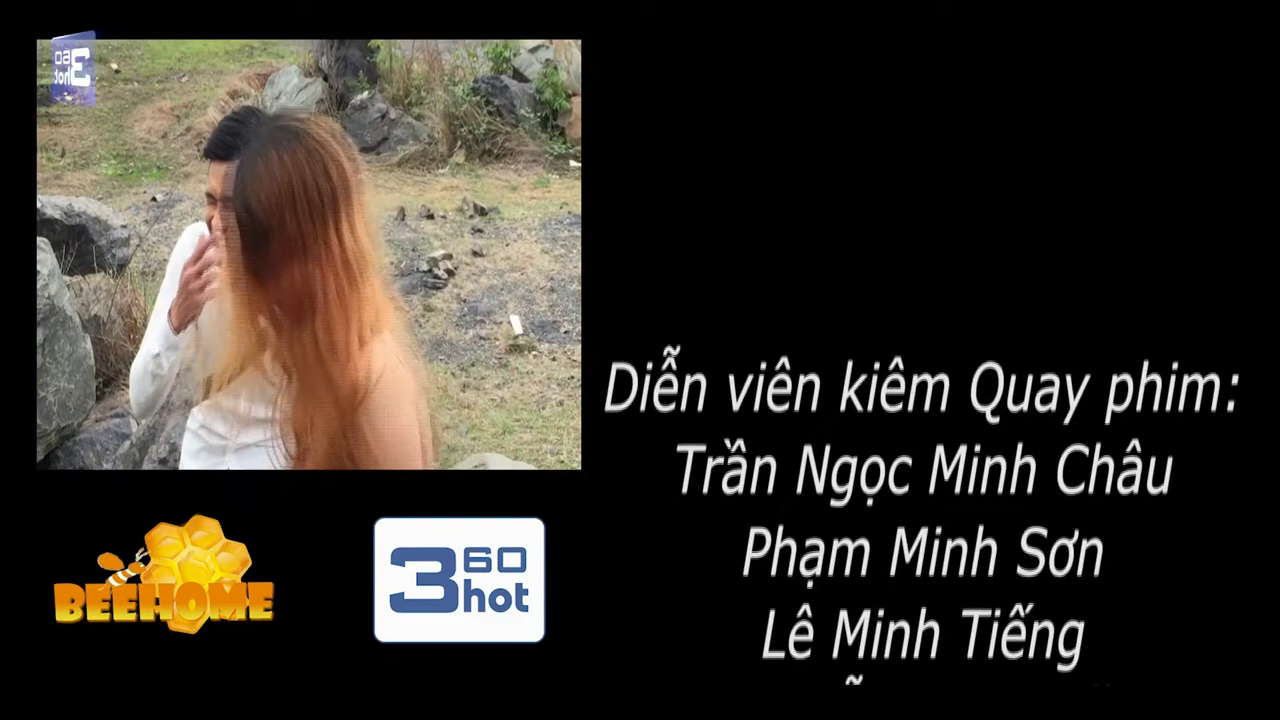 Diễn viên kiêm Quay phim:
Trần Ngọc Minh Châu
Phạm Minh Sơn
Lê Minh Tiếng
BEEHOME
360
hot